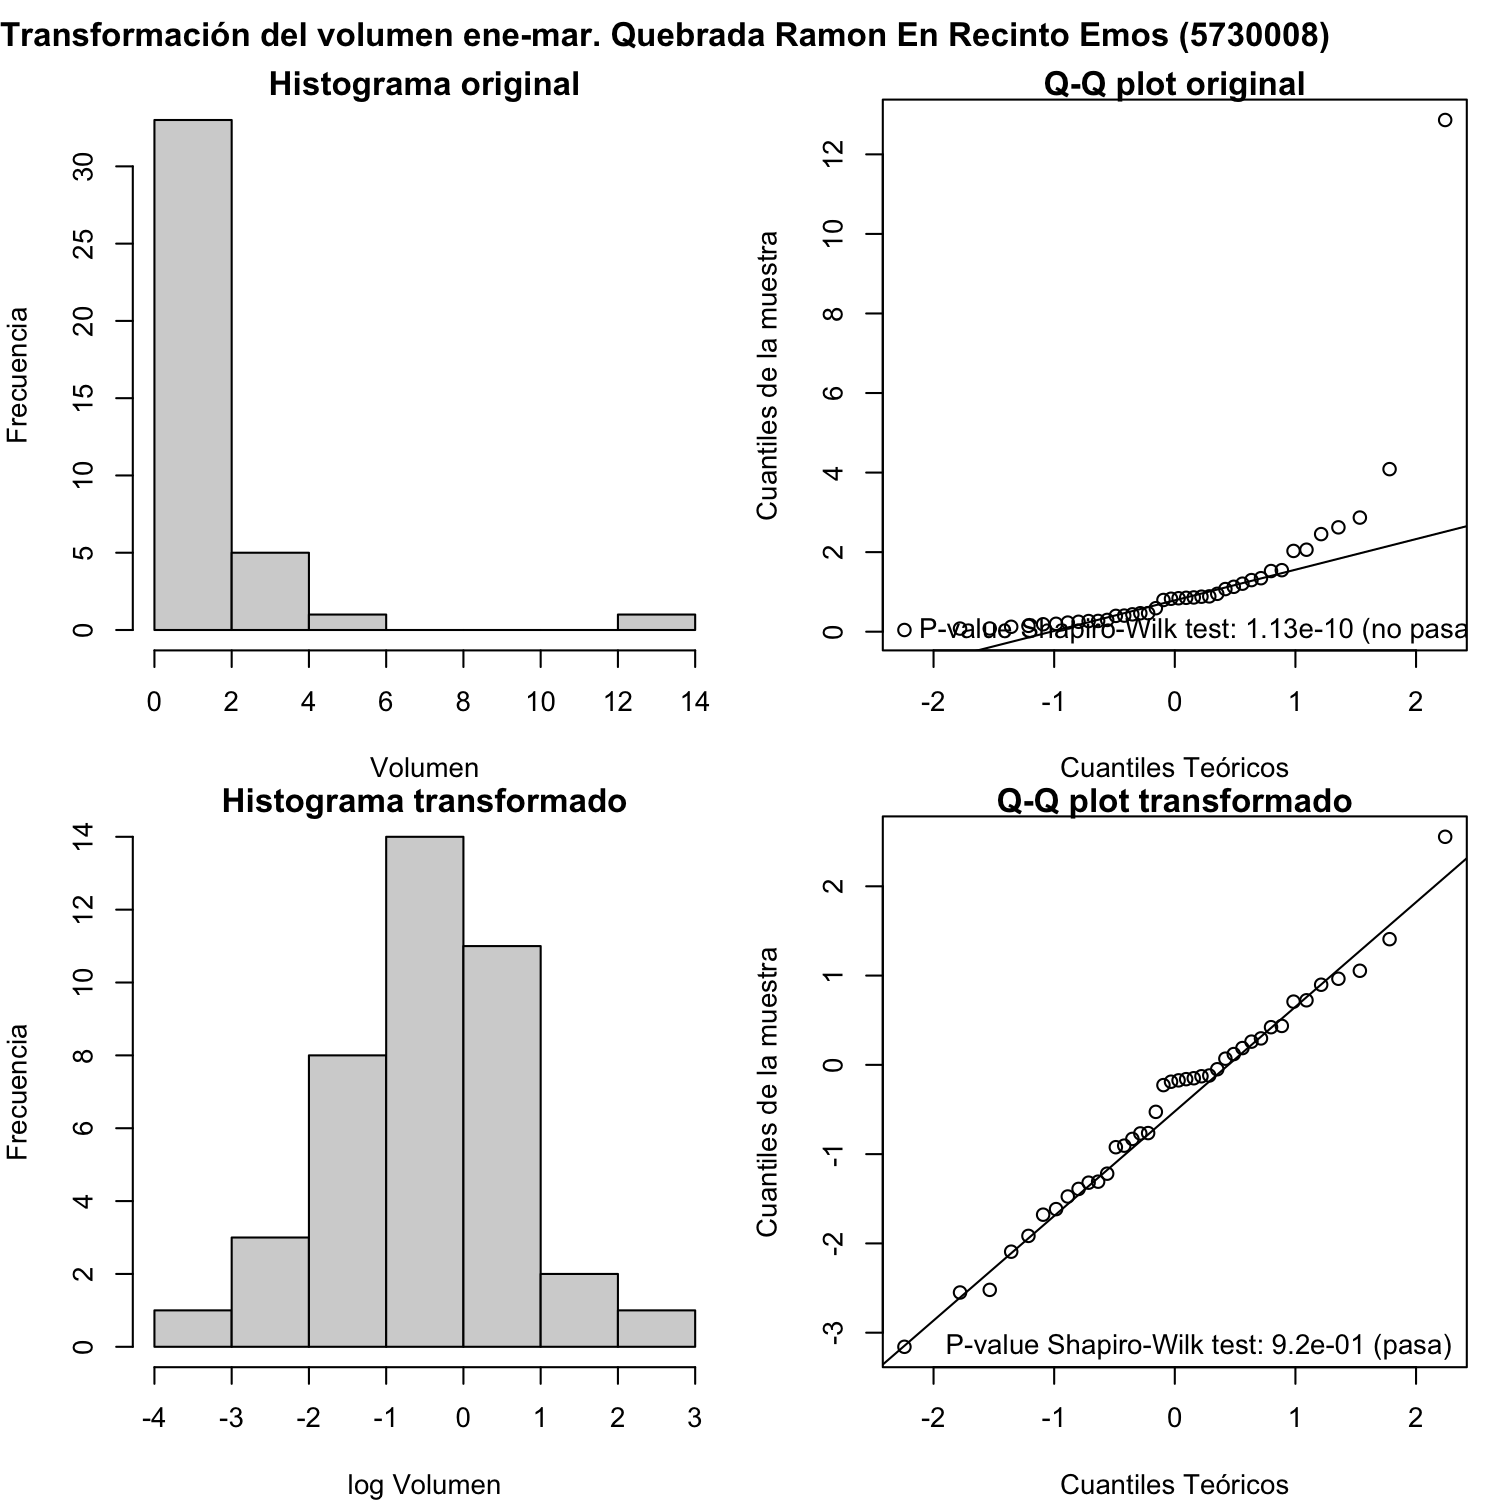 Transformación del volumen ene-mar. Quebrada Ramon En Recinto Emos (5730008)
Histograma original
Frecuencia
30
25
20
15
10
5
0
0 2 4 6 8 10 12 14
Volumen
Q-Q plot original
Cuantiles de la muestra
12
10
8
6
4
2
0
P-value Shapiro-Wilk test: 1.13e-10 (no pasa
-2 -1 0 1 2
Cuantiles Teóricos
Histograma transformado
Frecuencia
14
12
10
8
6
4
2
0
-4 -3 -2 -1 0 1 2 3
log Volumen
Q-Q plot transformado
Cuantiles de la muestra
2
1
0
-1
-2
-3
P-value Shapiro-Wilk test: 9.2e-01 (pasa)
-2 -1 0 1 2
Cuantiles Teóricos